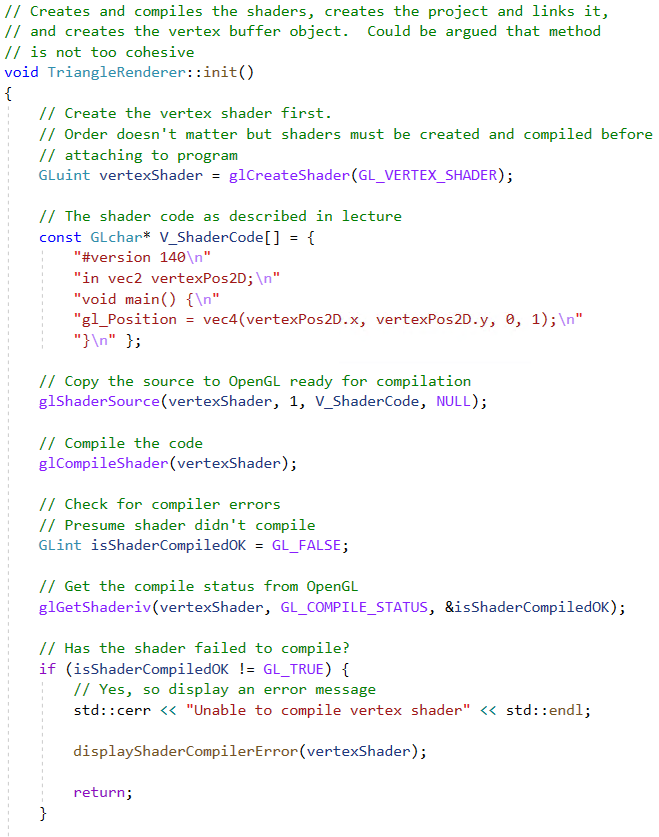 // Creates and compiles the shaders, creates the project and links it,
// and creates the vertex buffer object.  Could be argued that method
// is not too cohesive
void TriangleRenderer::init()
{
    // Create the vertex shader first.
    // Order doesn't matter but shaders must be created and compiled before
    // attaching to program
    GLuint vertexShader = glCreateShader(GL_VERTEX_SHADER);

    // The shader code as described in lecture
    const GLchar* V_ShaderCode[] = {
        "#version 140\n"
        "in vec2 vertexPos2D;\n"
        "void main() {\n"
        "gl_Position = vec4(vertexPos2D.x, vertexPos2D.y, 0, 1);\n"
        "}\n" };

    // Copy the source to OpenGL ready for compilation
    glShaderSource(vertexShader, 1, V_ShaderCode, NULL);

    // Compile the code
    glCompileShader(vertexShader);

    // Check for compiler errors
    // Presume shader didn't compile
    GLint isShaderCompiledOK = GL_FALSE;

    // Get the compile status from OpenGL
    glGetShaderiv(vertexShader, GL_COMPILE_STATUS, &isShaderCompiledOK);

    // Has the shader failed to compile?
    if (isShaderCompiledOK != GL_TRUE) {
        // Yes, so display an error message
        std::cerr << "Unable to compile vertex shader" << std::endl;

        displayShaderCompilerError(vertexShader);

        return;
    }